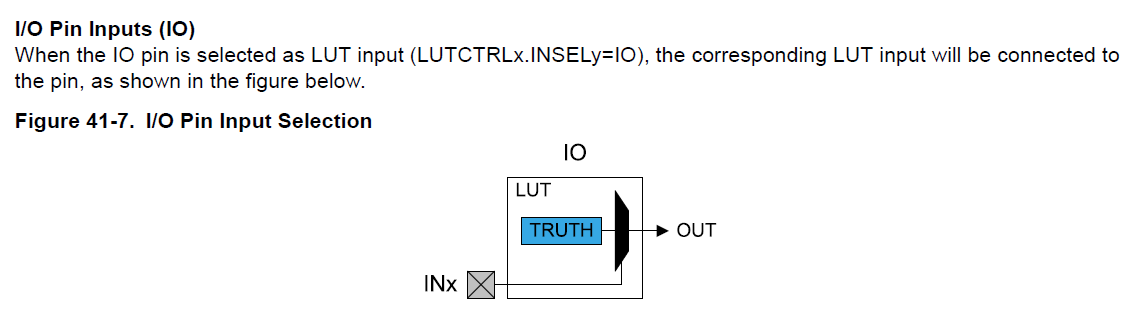 I/O Pin Inputs (IO)
When the IO pin is selected as LUT input (LUTCTRLx.INSELy=IO), the corresponding LUT input will be connected to
the pin, as shown in the figure below.
Figure 41-7. I/O Pin Input Selection
IO
LUT
TRUTH
OUT
INx